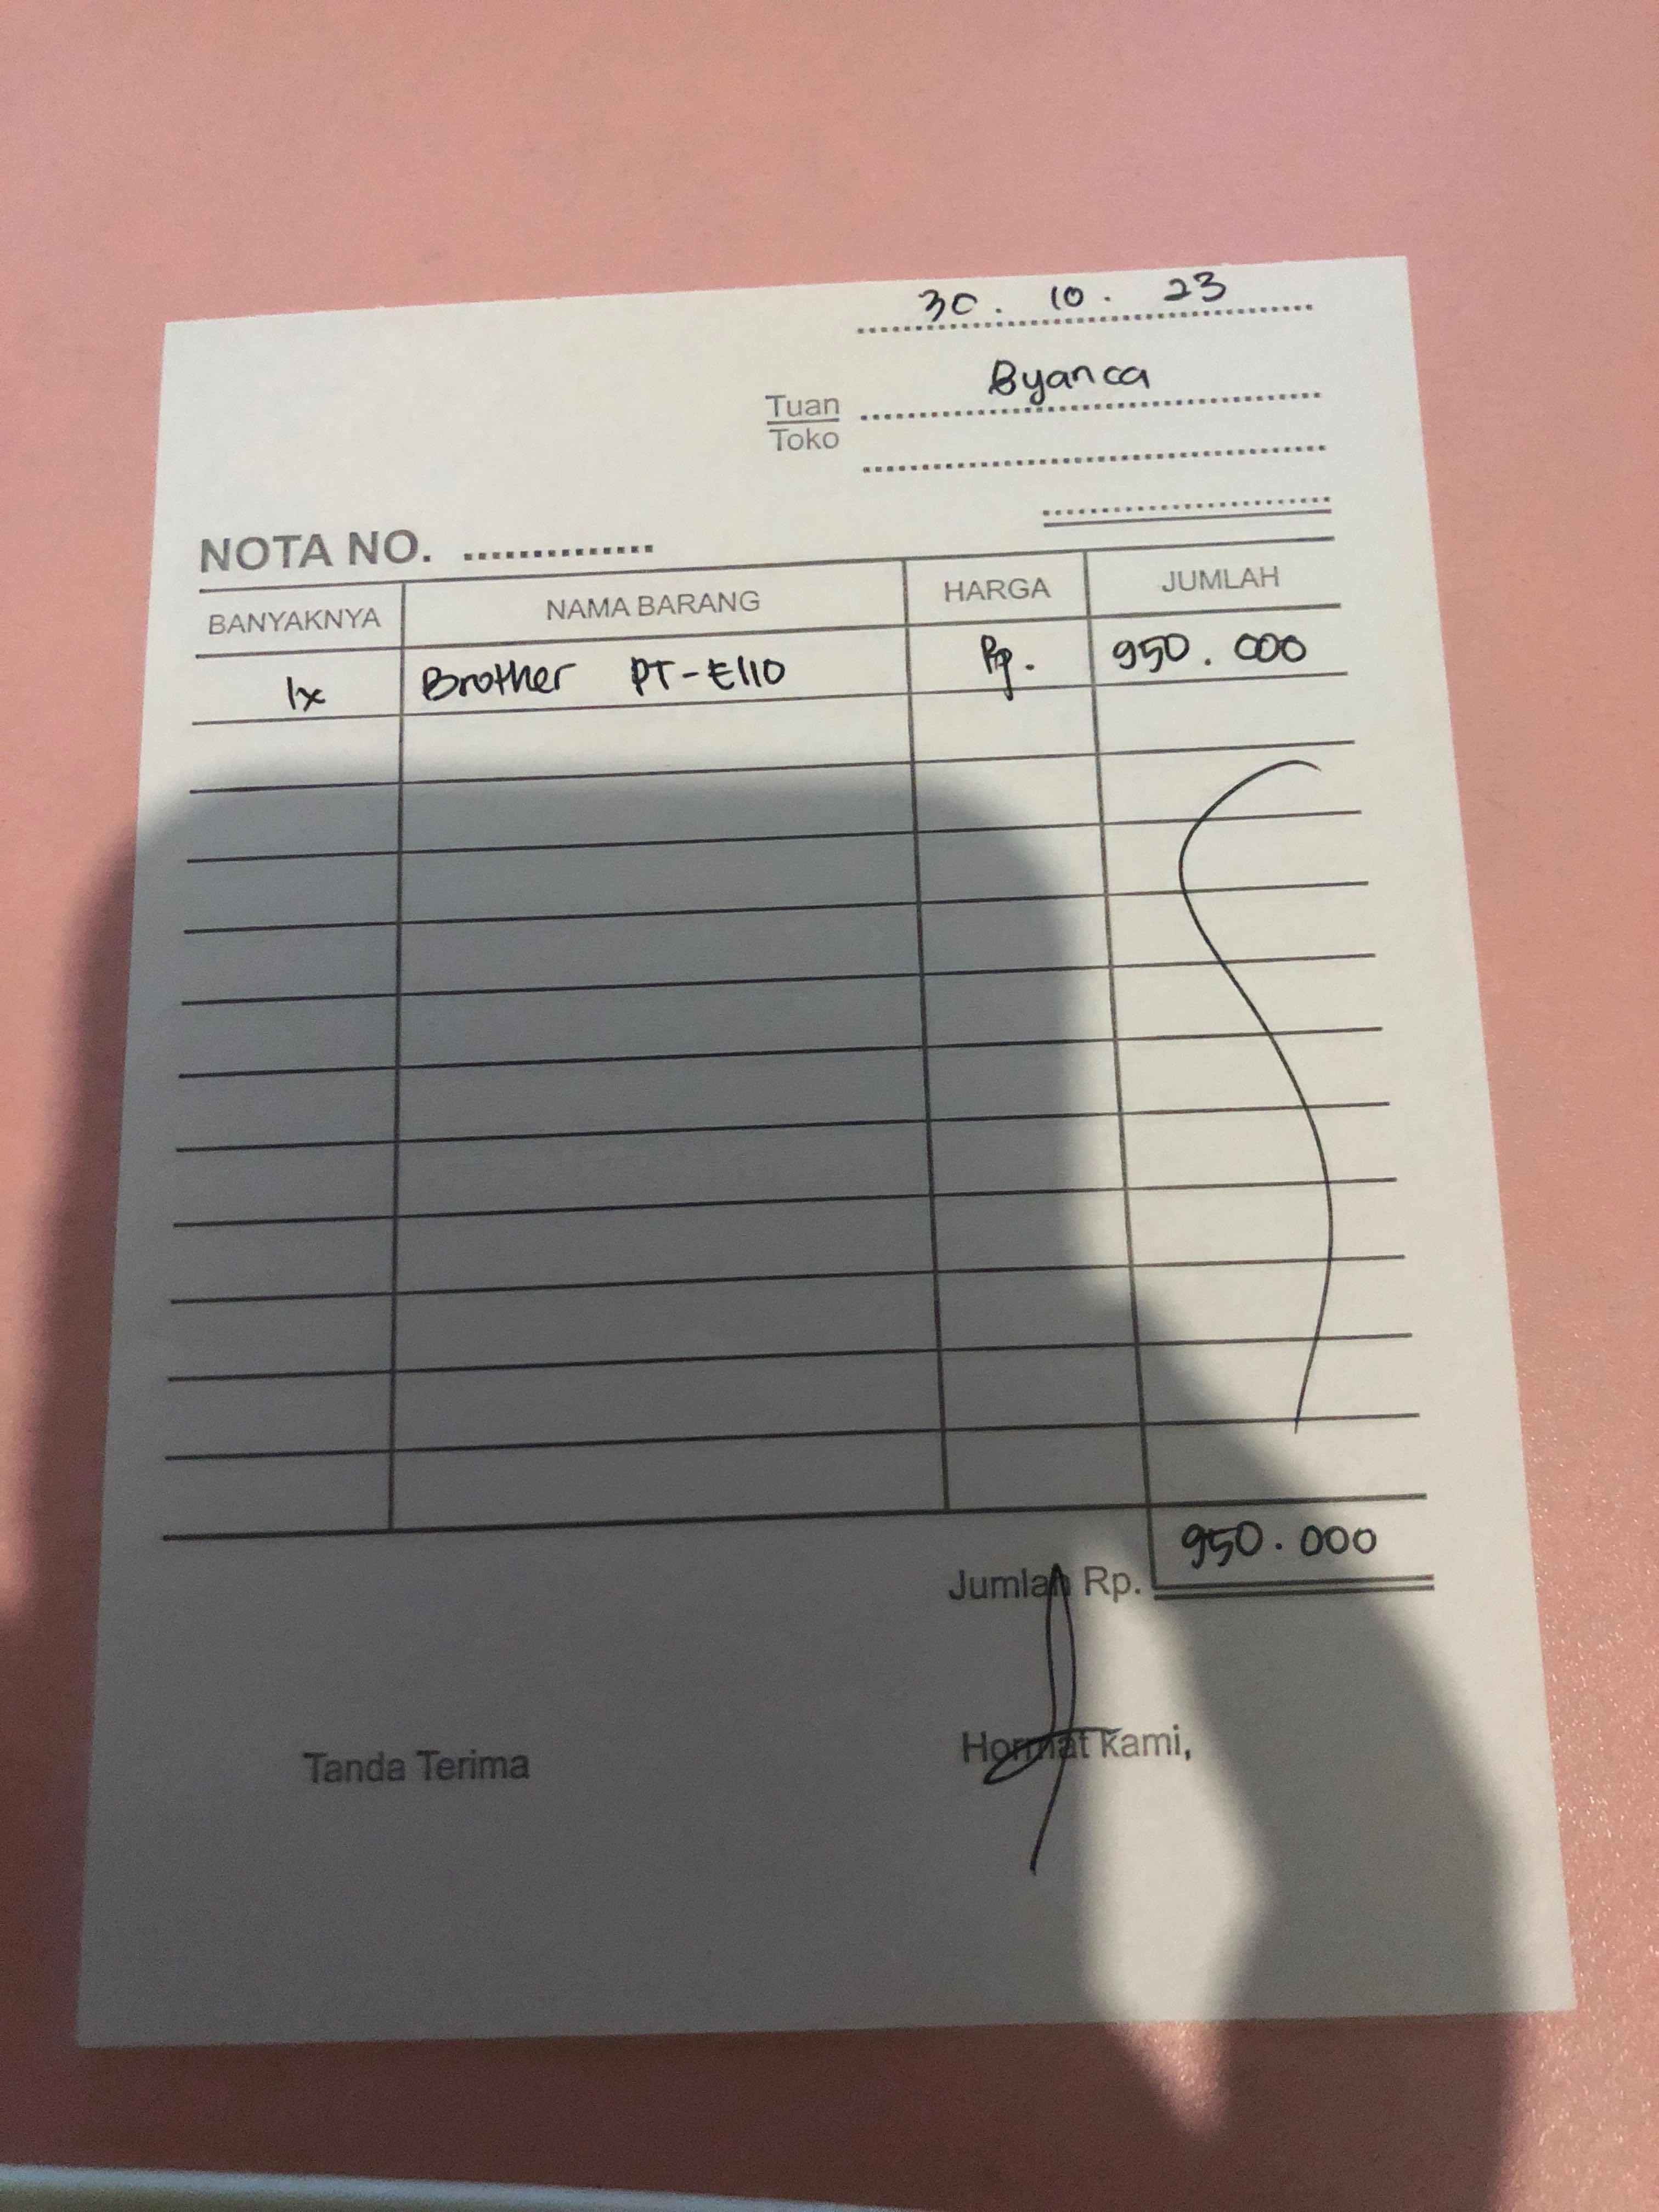 30. 10. 23
Tuan Byanca
Toko
NOTA NO. ..............
BANYAKNYA NAMA BARANG HARGA JUMLAH
1x Brother PT-E110 Rp. 950.000
Jumlah Rp. 950.000
Tanda Terima Hormat Kami,